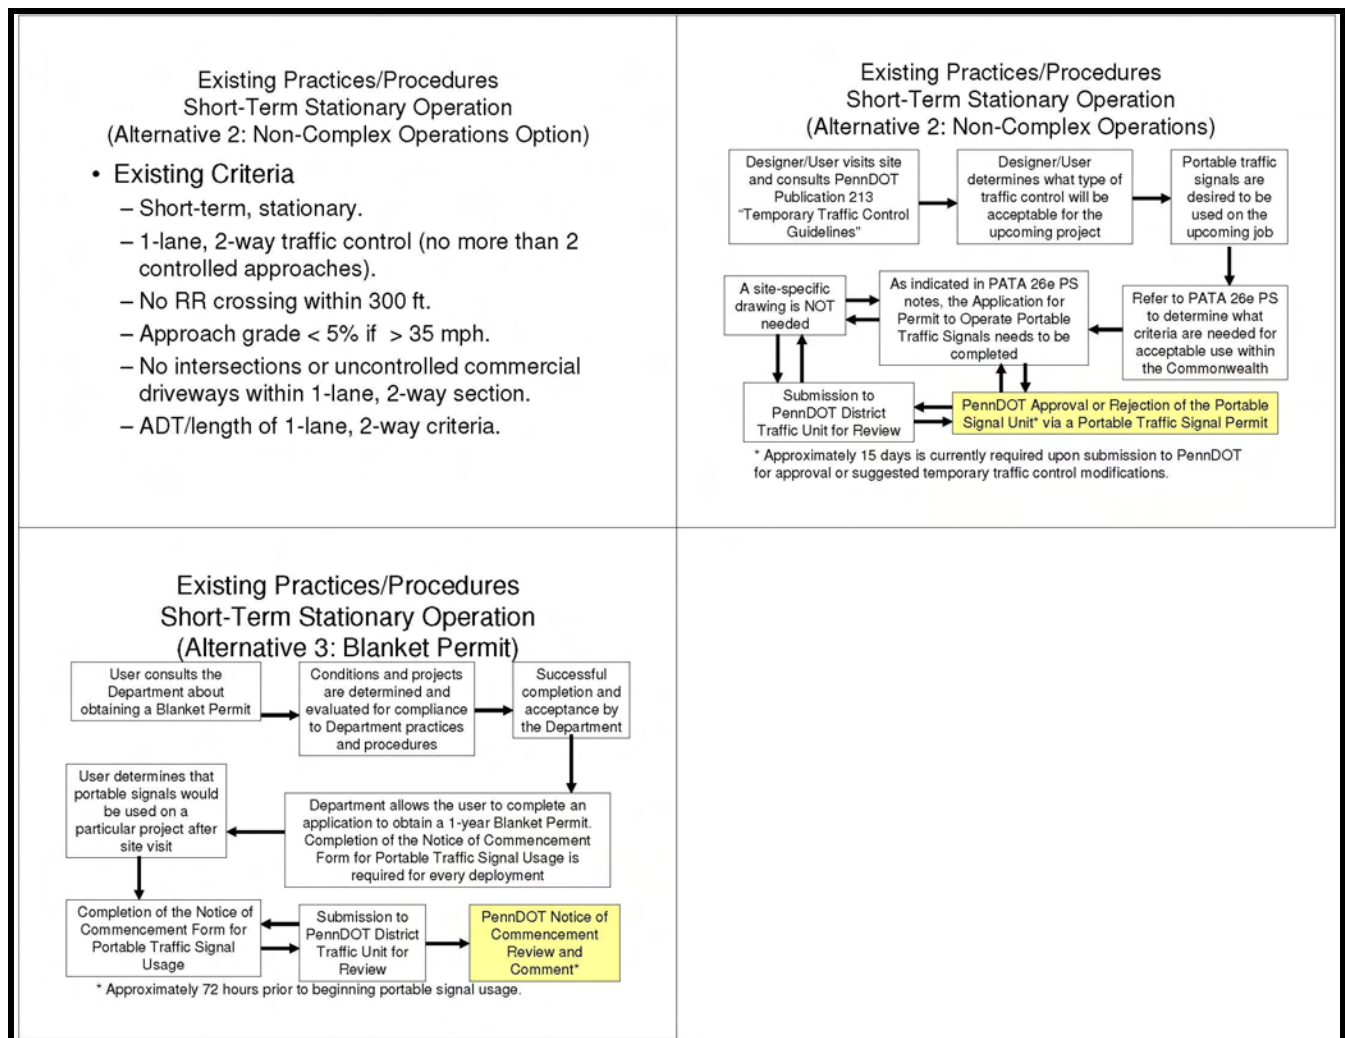 Existing Practices/Procedures
Short-Term Stationary Operation
(Alternative 2: Non-Complex Operations Option)
• Existing Criteria
– Short-term, stationary.
– 1-lane, 2-way traffic control (no more than 2
controlled approaches).
– No RR crossing within 300 ft.
– Approach grade < 5% if > 35 mph.
– No intersections or uncontrolled commercial
driveways within 1-lane, 2-way section.
– ADT/length of 1-lane, 2-way criteria.
Existing Practices/Procedures
Short-Term Stationary Operation
(Alternative 2: Non-Complex Operations)
Designer/User visits site
and consults PennDOT
Publication 213
“Temporary Traffic Control
Guidelines”
Designer/User
determines what type of
traffic control will be
acceptable for the
upcoming project
Portable traffic
signals are
desired to be
used on the
upcoming job
Refer to PATA 26e PS
to determine what
criteria are needed for
acceptable use within
the Commonwealth
As indicated in PATA 26e PS
notes, the Application for
Permit to Operate Portable
Traffic Signals needs to be
completed
A site-specific
drawing is NOT
needed
Submission to
PennDOT District
Traffic Unit for Review
PennDOT Approval or Rejection of the Portable
Signal Unit* via a Portable Traffic Signal Permit
* Approximately 15 days is currently required upon submission to PennDOT
for approval or suggested temporary traffic control modifications.
Existing Practices/Procedures
Short-Term Stationary Operation
(Alternative 3: Blanket Permit)
User consults the
Department about
obtaining a Blanket Permit
Conditions and projects
are determined and
evaluated for compliance
to Department practices
and procedures
Successful
completion and
acceptance by
the Department
Department allows the user to complete an
application to obtain a 1-year Blanket Permit.
Completion of the Notice of Commencement
Form for Portable Traffic Signal Usage is
required for every deployment
User determines that
portable signals would
be used on a
particular project after
site visit
Completion of the Notice of
Commencement Form for
Portable Traffic Signal
Usage
Submission to
PennDOT District
Traffic Unit for
Review
PennDOT Notice of
Commencement
Review and
Comment*
* Approximately 72 hours prior to beginning portable signal usage.